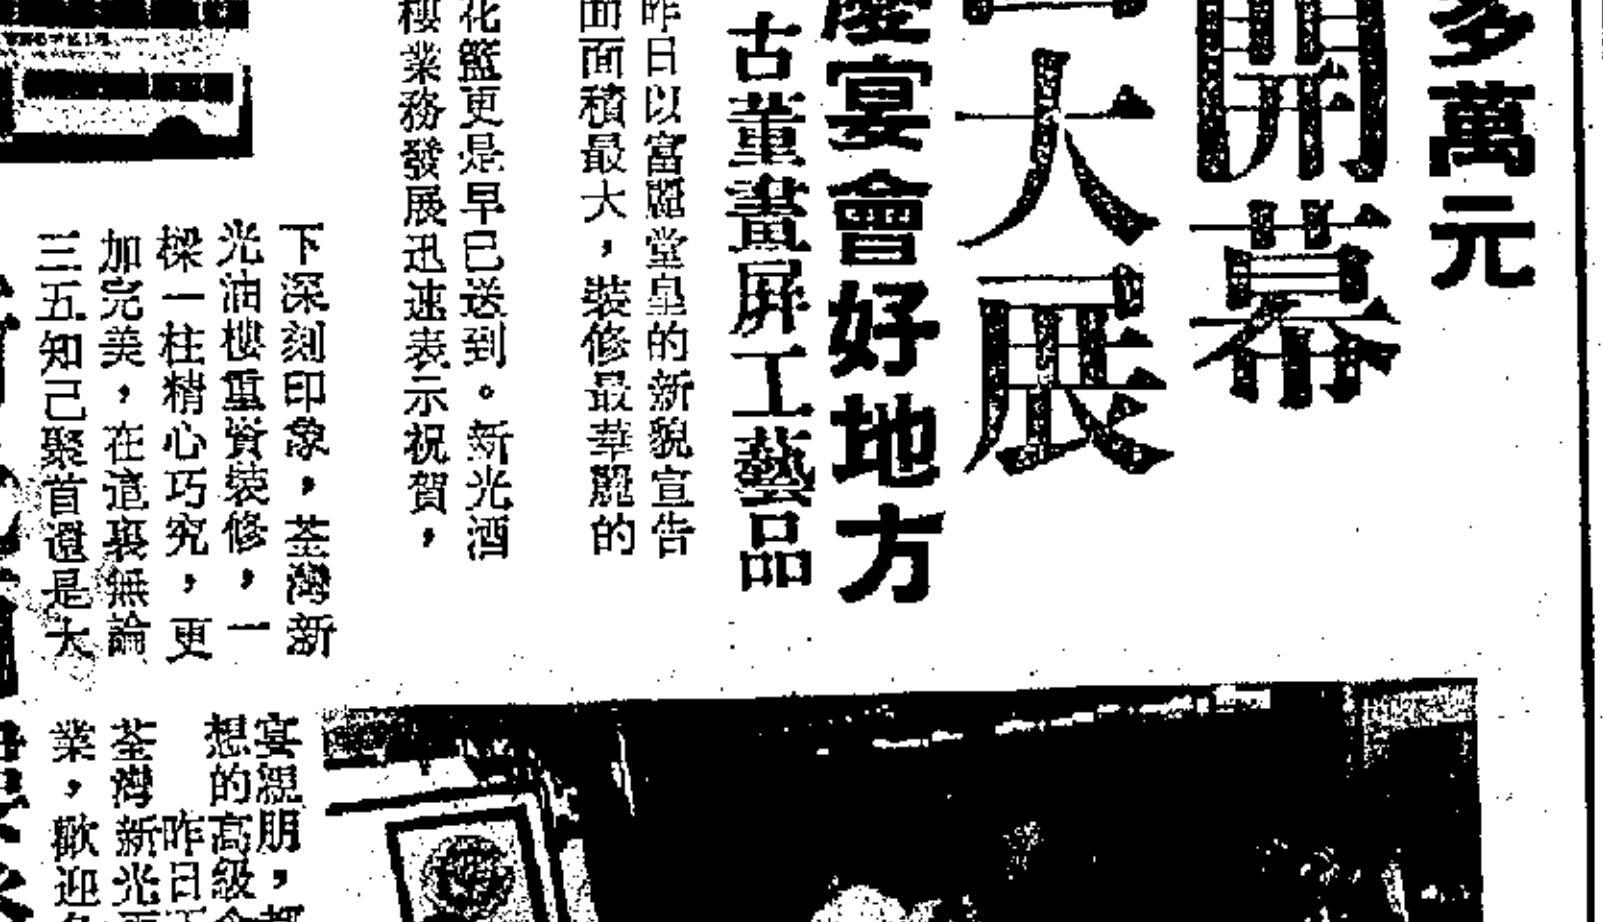 多萬元
開幕
大展
慶宴會好地方
古董畫屏工藝品
昨日以富麗堂皇的新貌宣告
面面積最大，裝修最華麗的
花籃更是早已送到。新光酒
樓業務發展迅速表示祝賀，
下深刻印象，荃灣新
光油樓重資裝修，一
樑一柱精心巧究，更
加完美，在這裏無論
三五知己聚首還是大
宴親朋，都
想的高級
昨日正
荃灣新光
業，歡迎